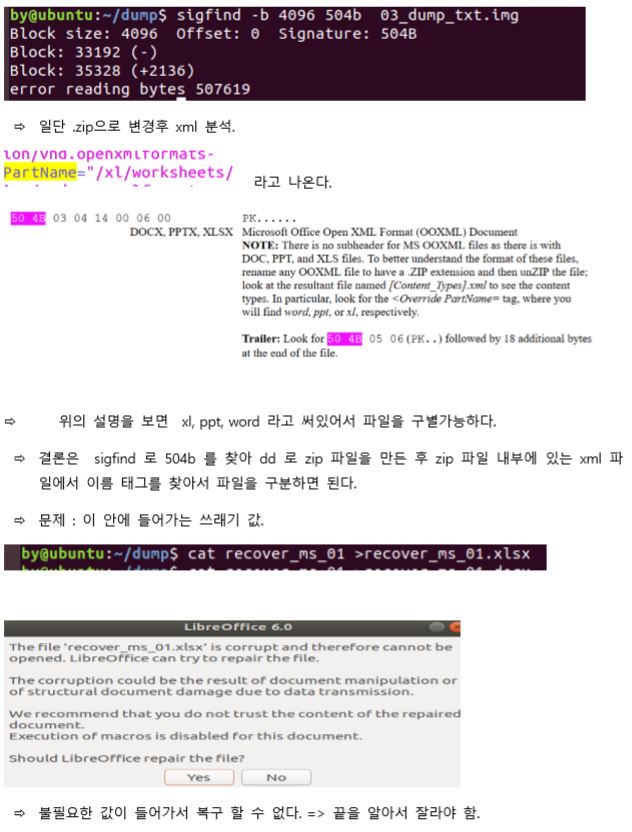 by@ubuntu:~/dump$ sigfind -b 4096 504b 03_dump_txt.img
Block size: 4096 Offset: 0 Signature: 504B
Block: 33192 (-)
Block: 35328 (+2136)
error reading bytes 507619
⇨ 일단 .zip으로 변경후 xml 분석.
ion/vnd.openxmlformats-
PartName="/xl/worksheets/ 라고 나온다.
50 4B 03 04 14 00 06 00 PK......
DOCX, PPTX, XLSX Microsoft Office Open XML Format (OOXML) Document
NOTE: There is no subheader for MS OOXML files as there is with
DOC, PPT, and XLS files. To better understand the format of these files,
rename any OOXML file to have a .ZIP extension and then unZIP the file;
look at the resultant file named [Content_Types].xml to see the content
types. In particular, look for the <Override PartName= tag, where you
will find word, ppt, or xl, respectively.
Trailer: Look for 50 4B 05 06 (PK..) followed by 18 additional bytes
at the end of the file.
⇨ 위의 설명을 보면 xl, ppt, word 라고 써있어서 파일을 구별가능하다.
⇨ 결론은 sigfind 로 504b 를 찾아 dd 로 zip 파일을 만든 후 zip 파일 내부에 있는 xml 파
일에서 이름 태그를 찾아서 파일을 구분하면 된다.
⇨ 문제 : 이 안에 들어가는 쓰래기 값.
by@ubuntu:~/dump$ cat recover_ms_01 >recover_ms_01.xlsx
LibreOffice 6.0
The file 'recover_ms_01.xlsx' is corrupt and therefore cannot be
opened. LibreOffice can try to repair the file.
The corruption could be the result of document manipulation or
of structural document damage due to data transmission.
We recommend that you do not trust the content of the repaired
document.
Execution of macros is disabled for this document.
Should LibreOffice repair the file?
Yes No
⇨ 불필요한 값이 들어가서 복구 할 수 없다. => 끝을 알아서 잘라야 함.